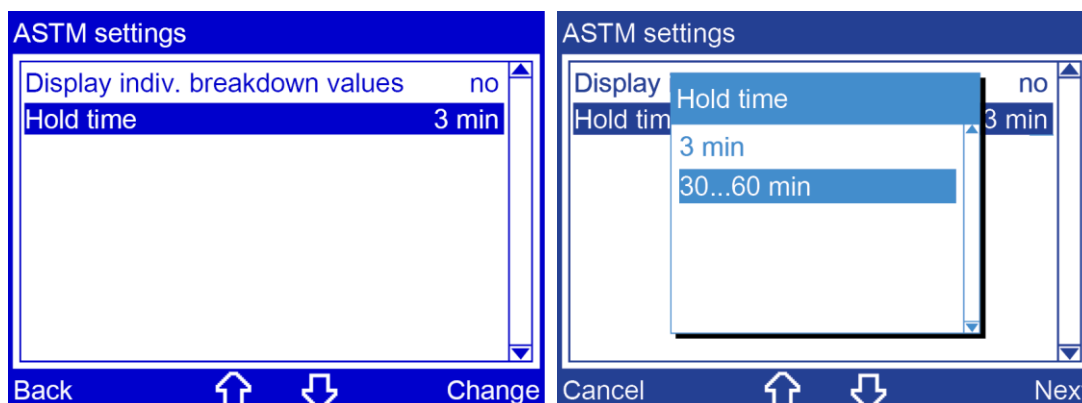 ASTM settings
Display indiv. breakdown values no
Hold time 3 min
Back Change
ASTM settings
Display no
Hold tim 3 min
Hold time
3 min
30...60 min
Cancel Nex